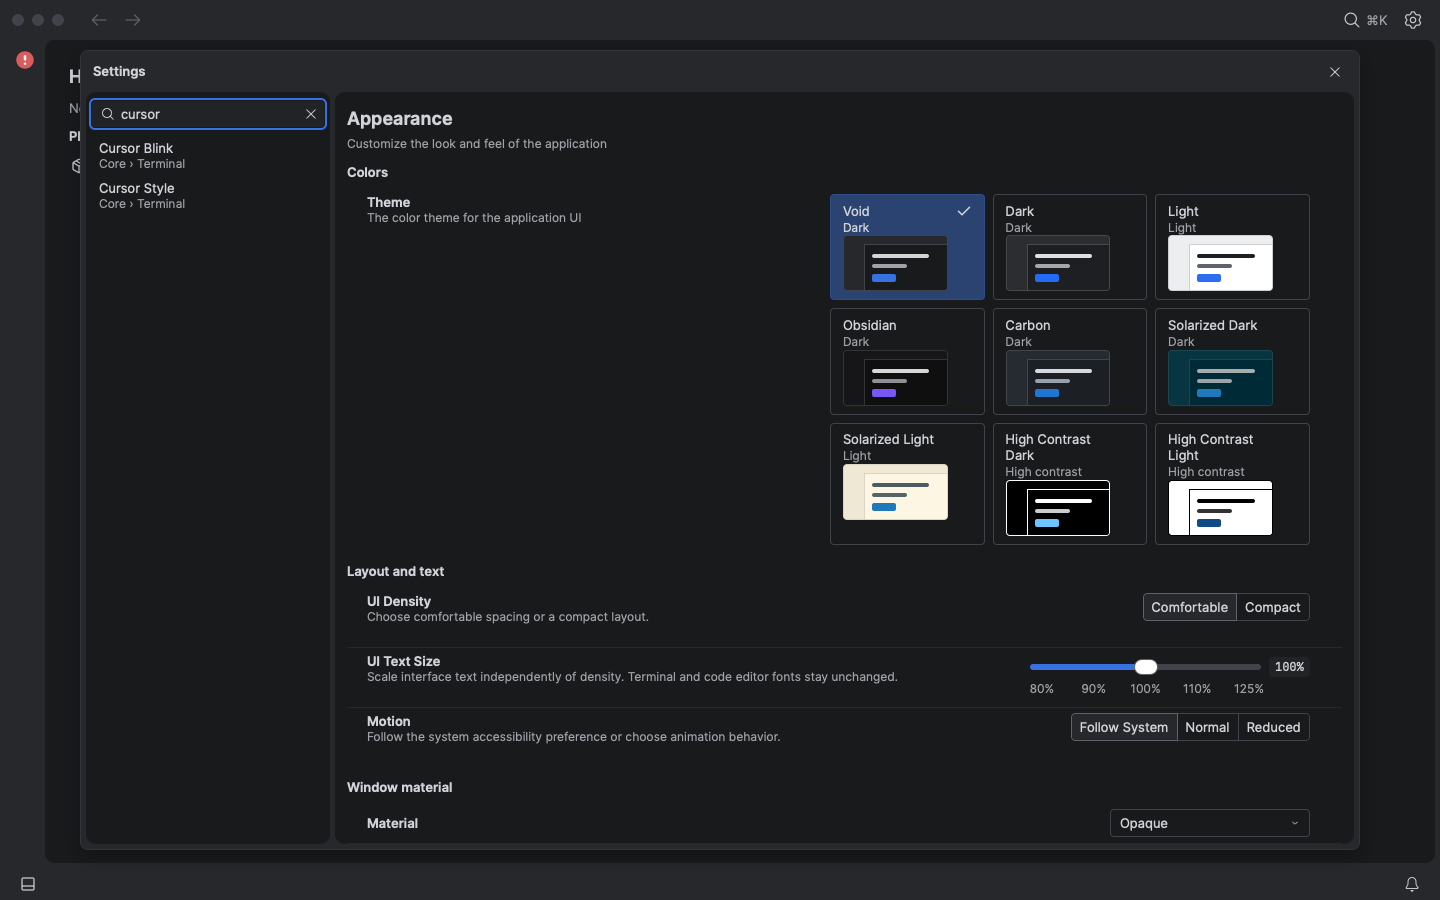 ⌘K
Settings
cursor
Cursor Blink
Core › Terminal
Cursor Style
Core › Terminal
Appearance
Customize the look and feel of the application
Colors
Theme
The color theme for the application UI
Void
Dark
Dark
Dark
Light
Light
Obsidian
Dark
Carbon
Dark
Solarized Dark
Dark
Solarized Light
Light
High Contrast
Dark
High contrast
High Contrast
Light
High contrast
Layout and text
UI Density
Choose comfortable spacing or a compact layout.
Comfortable
Compact
UI Text Size
Scale interface text independently of density. Terminal and code editor fonts stay unchanged.
100%
80% 90% 100% 110% 125%
Motion
Follow the system accessibility preference or choose animation behavior.
Follow System
Normal
Reduced
Window material
Material
Opaque